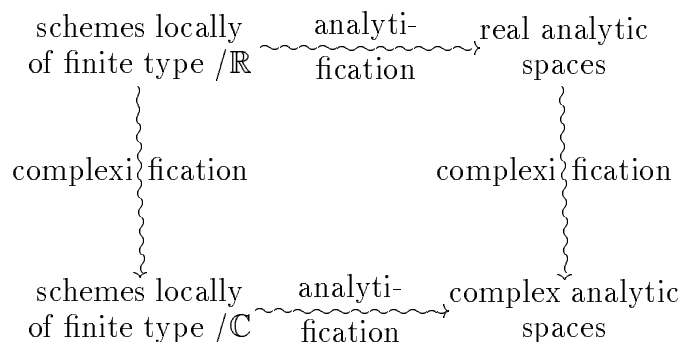 schemes locally
of finite type /ℝ
analyti-
fication
real analytic
spaces
complexi fication
complexi fication
schemes locally
of finite type /ℂ
analyti-
fication
complex analytic
spaces